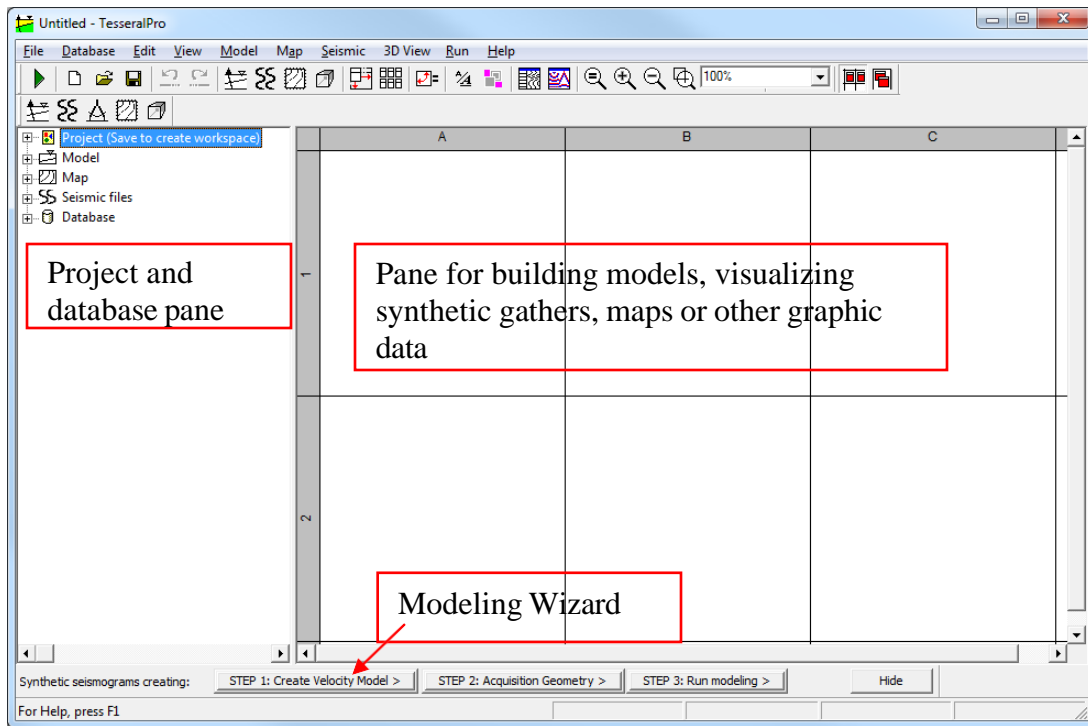 Untitled - TesseralPro
File Database Edit View Model Map Seismic 3D View Run Help
100%
Project (Save to create workspace)
Model
Map
Seismic files
Database
A B C
1
2
Project and
database pane
Pane for building models, visualizing
synthetic gathers, maps or other graphic
data
Modeling Wizard
Synthetic seismograms creating: STEP 1: Create Velocity Model > STEP 2: Acquisition Geometry > STEP 3: Run modeling > Hide
For Help, press F1